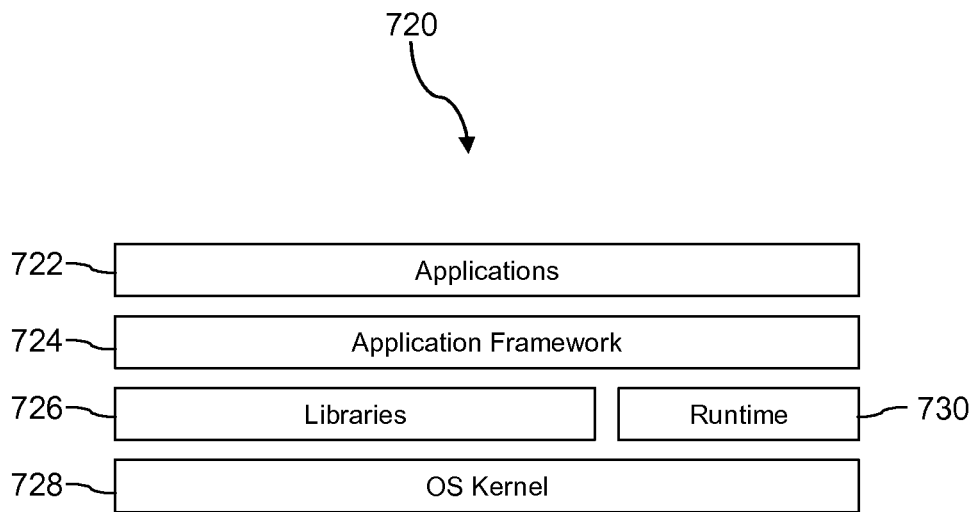 720
722 Applications
724 Application Framework
726 Libraries Runtime 730
728 OS Kernel